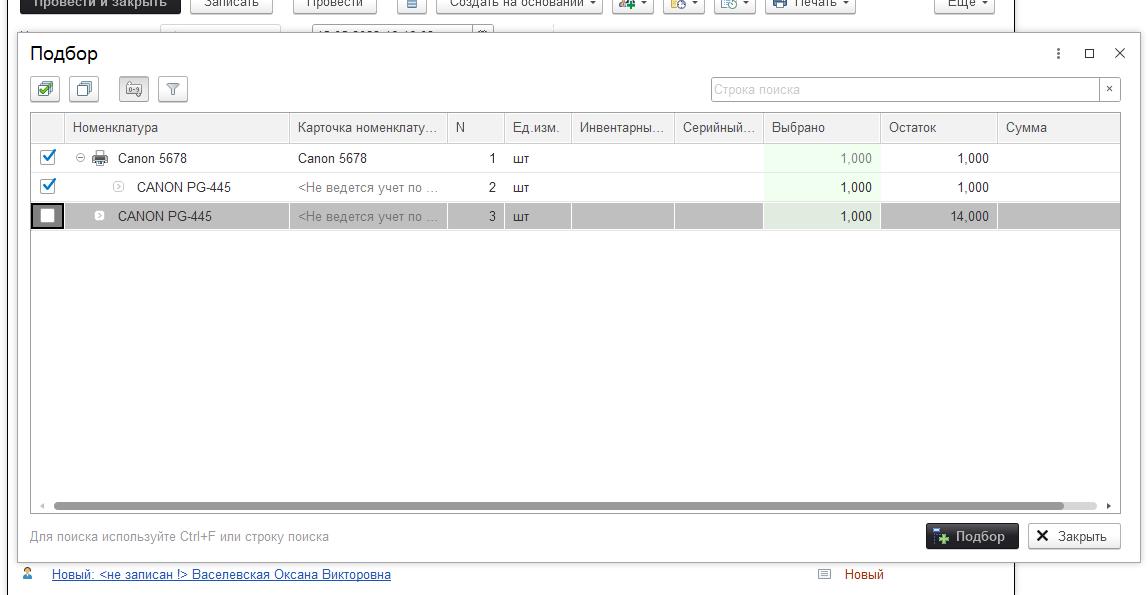 Провести и закрыть Записать Провести Создать на основании Печать Еще
Подбор
Строка поиска ×
Номенклатура Карточка номенклату... N Ед.изм. Инвентарны... Серийный... Выбрано Остаток Сумма
Canon 5678 Canon 5678 1 шт 1,000 1,000
CANON PG-445 <Не ведется учет по ... 2 шт 1,000 1,000
CANON PG-445 <Не ведется учет по ... 3 шт 1,000 14,000
Для поиска используйте Ctrl+F или строку поиска Подбор Закрыть
Новый: <не записан !> Васелевская Оксана Викторовна Новый